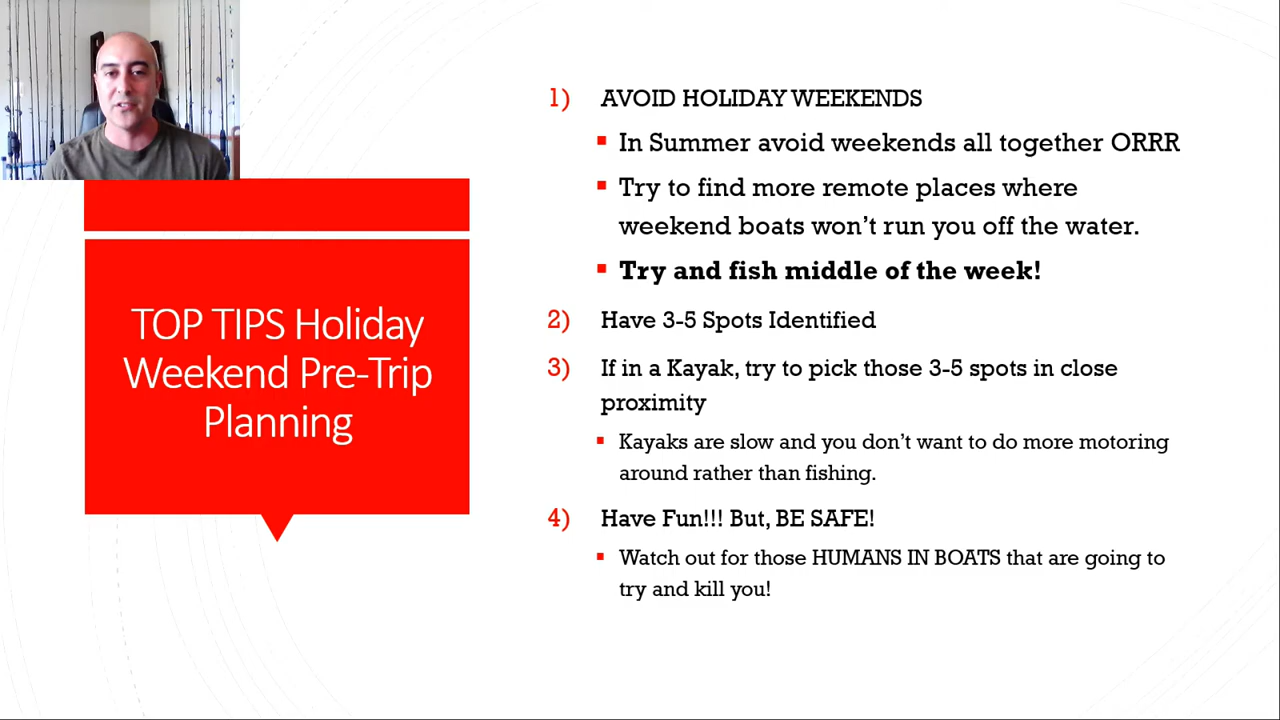 TOP TIPS Holiday
Weekend Pre-Trip
Planning
1) AVOID HOLIDAY WEEKENDS
▪ In Summer avoid weekends all together ORRR
▪ Try to find more remote places where
weekend boats won't run you off the water.
▪ Try and fish middle of the week!
2) Have 3-5 Spots Identified
3) If in a Kayak, try to pick those 3-5 spots in close
proximity
▪ Kayaks are slow and you don't want to do more motoring
around rather than fishing.
4) Have Fun!!! But, BE SAFE!
▪ Watch out for those HUMANS IN BOATS that are going to
try and kill you!